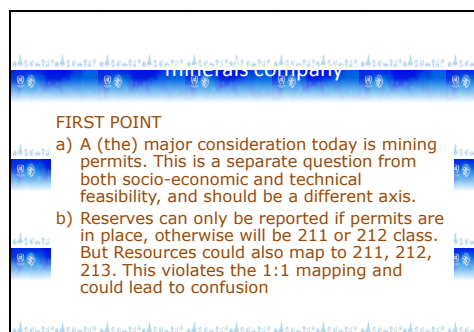 minerals company
FIRST POINT
a) A (the) major consideration today is mining
permits. This is a separate question from
both socio-economic and technical
feasibility, and should be a different axis.
b) Reserves can only be reported if permits are
in place, otherwise will be 211 or 212 class.
But Resources could also map to 211, 212,
213. This violates the 1:1 mapping and
could lead to confusion